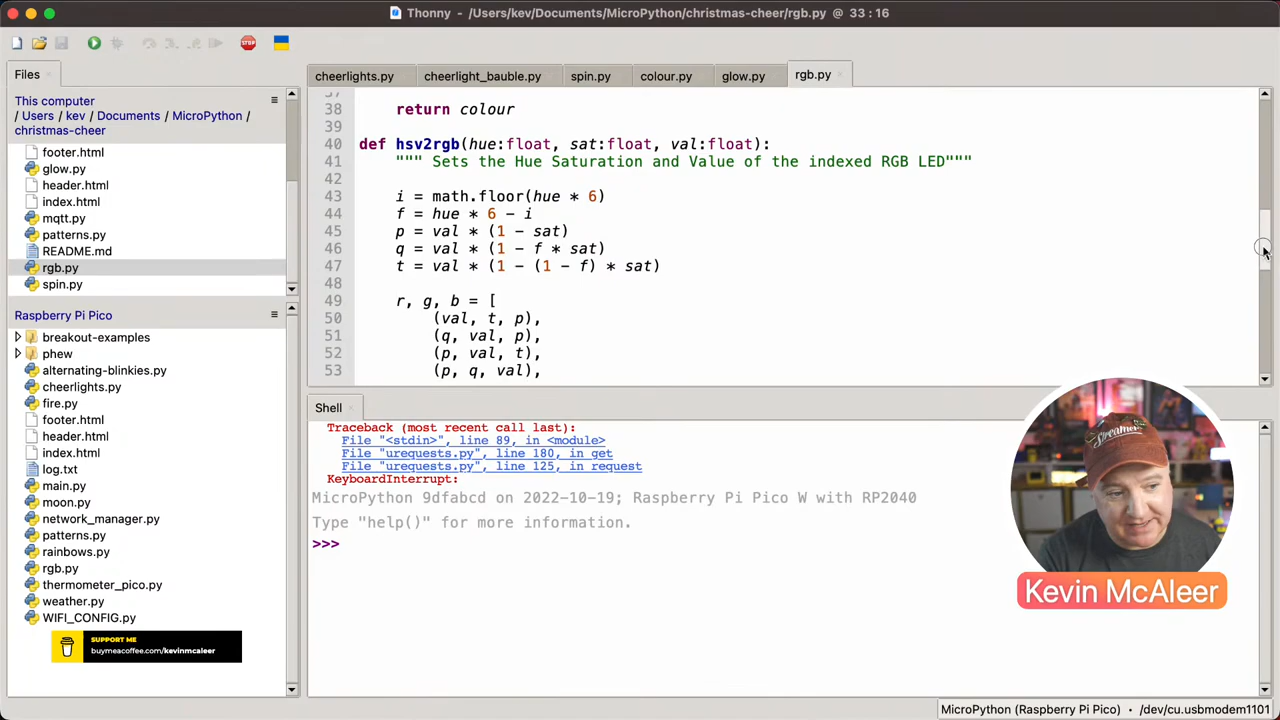 Thonny - /Users/kev/Documents/MicroPython/christmas-cheer/rgb.py @ 33 : 16
Files
This computer
/ Users / kev / Documents / MicroPython /
christmas-cheer
footer.html
glow.py
header.html
index.html
mqtt.py
patterns.py
README.md
rgb.py
spin.py
Raspberry Pi Pico
breakout-examples
phew
alternating-blinkies.py
cheerlights.py
fire.py
footer.html
header.html
index.html
log.txt
main.py
moon.py
network_manager.py
patterns.py
rainbows.py
rgb.py
thermometer_pico.py
weather.py
WIFI_CONFIG.py
SUPPORT ME
buymeacoffee.com/kevinmcaleer
cheerlights.py cheerlight_bauble.py spin.py colour.py glow.py rgb.py
37
38 return colour
39
40 def hsv2rgb(hue:float, sat:float, val:float):
41 """ Sets the Hue Saturation and Value of the indexed RGB LED"""
42
43 i = math.floor(hue * 6)
44 f = hue * 6 - i
45 p = val * (1 - sat)
46 q = val * (1 - f * sat)
47 t = val * (1 - (1 - f) * sat)
48
49 r, g, b = [
50 (val, t, p),
51 (q, val, p),
52 (p, val, t),
53 (p, q, val),
Shell
Traceback (most recent call last):
File "<stdin>", line 89, in <module>
File "urequests.py", line 180, in get
File "urequests.py", line 125, in request
KeyboardInterrupt:
MicroPython 9dfabcd on 2022-10-19; Raspberry Pi Pico W with RP2040
Type "help()" for more information.
>>>
Streamer
Kevin McAleer
MicroPython (Raspberry Pi Pico) • /dev/cu.usbmodem1101